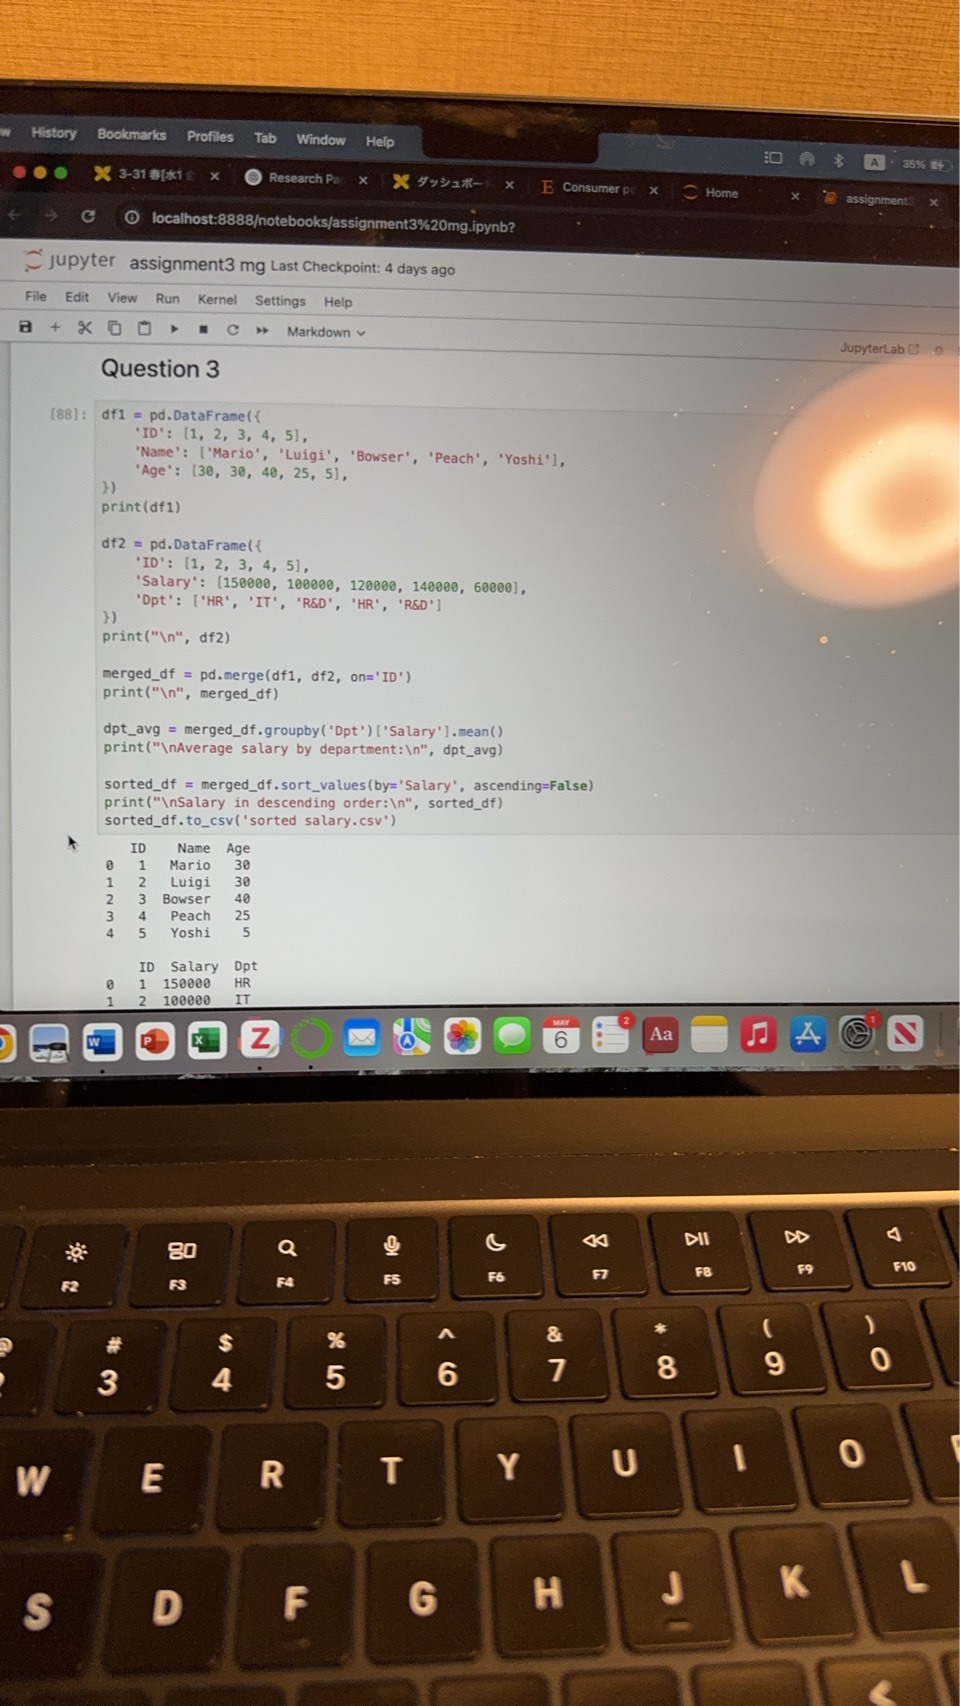 History Bookmarks Profiles Tab Window Help
A 35%
3-31 春[水1 Research Pa ダッシュボー Consumer pe Home assignment3
localhost:8888/notebooks/assignment3%20mg.ipynb?
jupyter assignment3 mg Last Checkpoint: 4 days ago
File Edit View Run Kernel Settings Help
Markdown
JupyterLab
Question 3
[88]: df1 = pd.DataFrame({
'ID': [1, 2, 3, 4, 5],
'Name': ['Mario', 'Luigi', 'Bowser', 'Peach', 'Yoshi'],
'Age': [30, 30, 40, 25, 5],
})
print(df1)
df2 = pd.DataFrame({
'ID': [1, 2, 3, 4, 5],
'Salary': [150000, 100000, 120000, 140000, 60000],
'Dpt': ['HR', 'IT', 'R&D', 'HR', 'R&D']
})
print("\n", df2)
merged_df = pd.merge(df1, df2, on='ID')
print("\n", merged_df)
dpt_avg = merged_df.groupby('Dpt')['Salary'].mean()
print("\nAverage salary by department:\n", dpt_avg)
sorted_df = merged_df.sort_values(by='Salary', ascending=False)
print("\nSalary in descending order:\n", sorted_df)
sorted_df.to_csv('sorted salary.csv')
ID Name Age
0 1 Mario 30
1 2 Luigi 30
2 3 Bowser 40
3 4 Peach 25
4 5 Yoshi 5
ID Salary Dpt
0 1 150000 HR
1 2 100000 IT
W P X Z MAY 6 2 Aa 1 N
F2 F3 F4 F5 F6 F7 F8 F9 F10
@ # $ % ^ & * ( )
3 4 5 6 7 8 9 0
W E R T Y U I O
S D F G H J K L
<